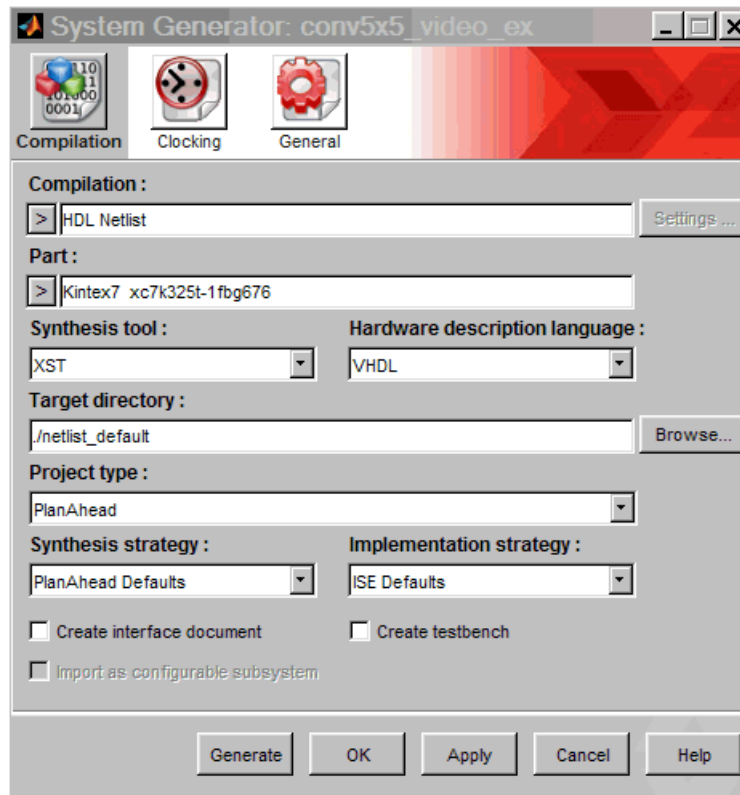 System Generator: conv5x5_video_ex
Compilation Clocking General
Compilation :
> HDL Netlist Settings ...
Part :
> Kintex7 xc7k325t-1fbg676
Synthesis tool : Hardware description language :
XST VHDL
Target directory :
./netlist_default Browse...
Project type :
PlanAhead
Synthesis strategy : Implementation strategy :
PlanAhead Defaults ISE Defaults
Create interface document Create testbench
Import as configurable subsystem
Generate OK Apply Cancel Help